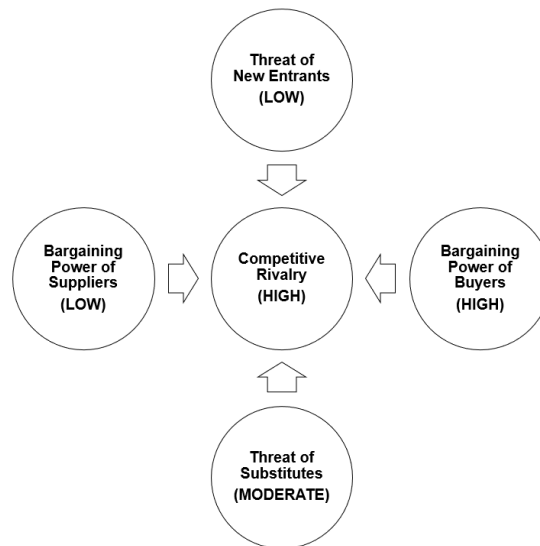 Threat of
New Entrants
(LOW)
Bargaining
Power of
Suppliers
(LOW)
Competitive
Rivalry
(HIGH)
Bargaining
Power of
Buyers
(HIGH)
Threat of
Substitutes
(MODERATE)